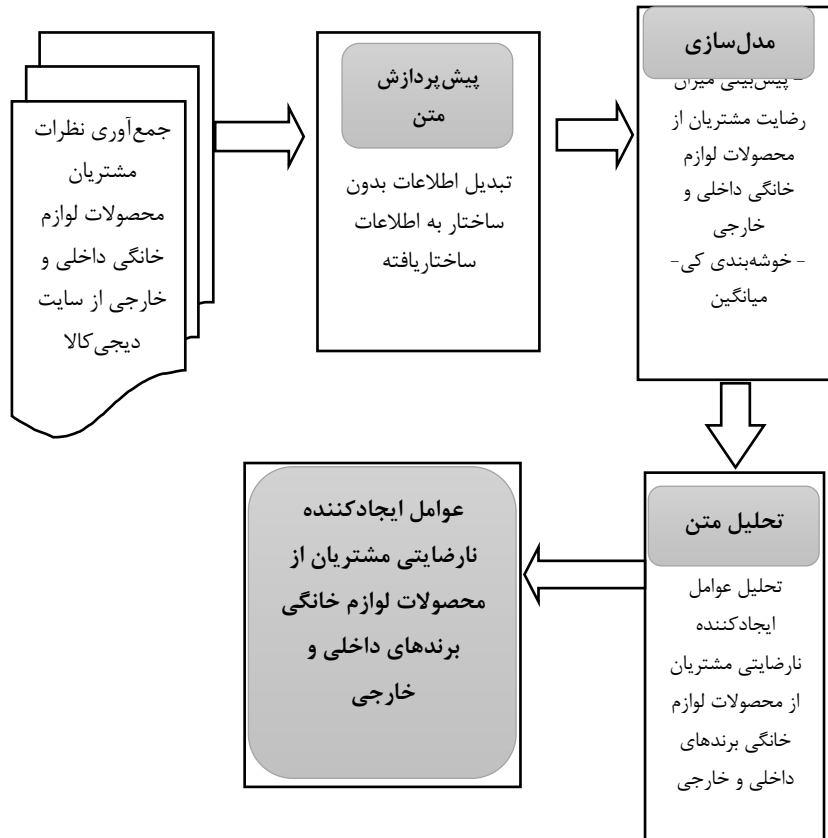 جمع‌آوری نظرات
مشتریان
محصولات لوازم
خانگی داخلی و
خارجی از سایت
دیجی‌کالا
پیش‌پردازش
متن
تبدیل اطلاعات بدون
ساختار به اطلاعات
ساختاریافته
مدل‌سازی
- پیش‌بینی میزان
رضایت مشتریان از
محصولات لوازم
خانگی داخلی و
خارجی
- خوشه‌بندی کی-
میانگین
تحلیل متن
تحلیل عوامل
ایجادکننده
نارضایتی مشتریان
از محصولات لوازم
خانگی برندهای
داخلی و خارجی
عوامل ایجادکننده
نارضایتی مشتریان از
محصولات لوازم خانگی
برندهای داخلی و
خارجی